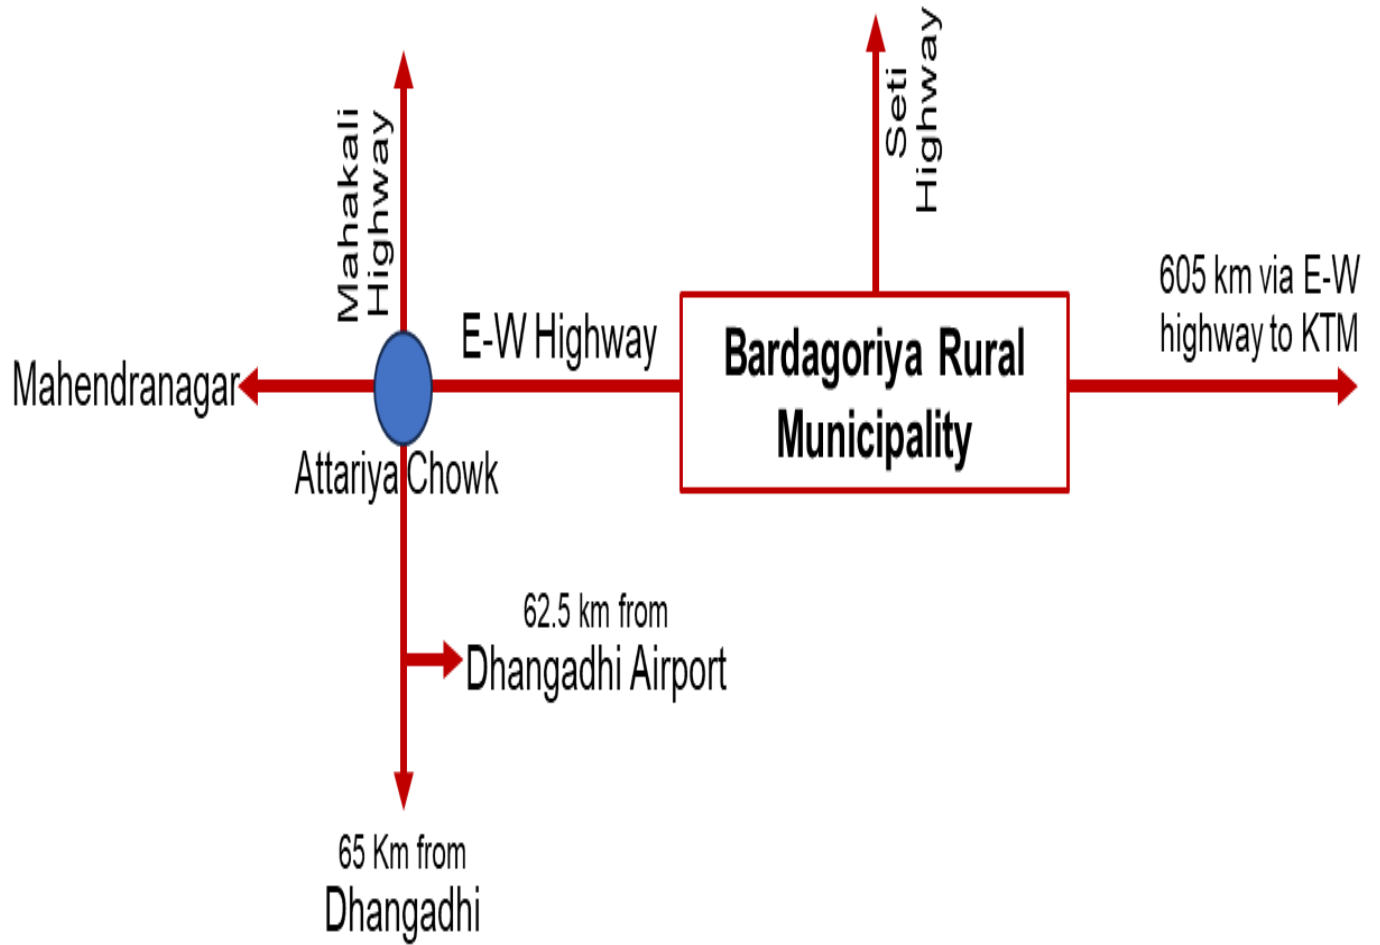 Mahakali
Highway
Seti
Highway
605 km via E-W
highway to KTM
E-W Highway
Bardagoriya Rural
Municipality
Mahendranagar
Attariya Chowk
62.5 km from
Dhangadhi Airport
65 Km from
Dhangadhi